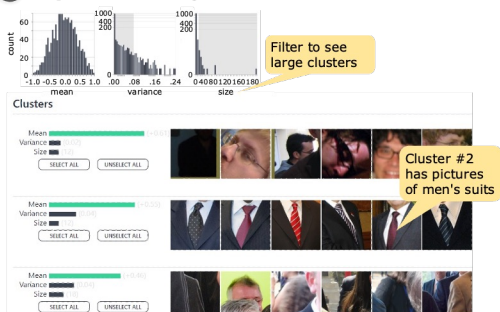 60
40
20
0
count
-1.0 -0.5 0.0 0.5 1.0
mean
1000
400
200
.00 .08 .16 .24
variance
1000
400
200
0 40 80 120 160 180
size
Filter to see
large clusters
Clusters
Mean
Variance
Size
SELECT ALL
UNSELECT ALL
Cluster #2
has pictures
of men's suits
Mean
Variance
Size
SELECT ALL
UNSELECT ALL
Mean
Variance
Size
SELECT ALL
UNSELECT ALL